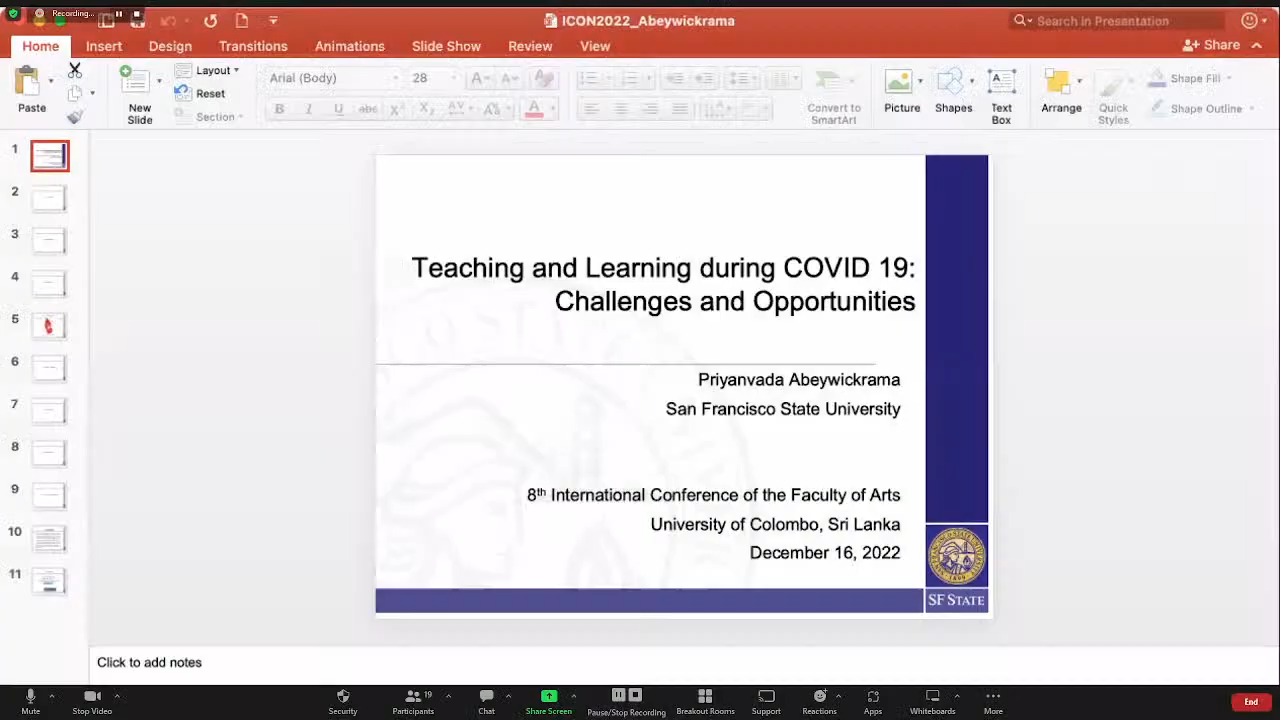 Recording...
ICON2022_Abeywickrama
Search in Presentation
Home Insert Design Transitions Animations Slide Show Review View
Share
Paste
New
Slide
Layout
Reset
Section
Arial (Body) 28
Convert to
SmartArt
Picture
Shapes
Text
Box
Arrange
Quick
Styles
Shape Fill
Shape Outline
1
2
3
4
5
6
7
8
9
10
11
Teaching and Learning during COVID 19:
Challenges and Opportunities
Priyanvada Abeywickrama
San Francisco State University
8th International Conference of the Faculty of Arts
University of Colombo, Sri Lanka
December 16, 2022
SF STATE
Click to add notes
Mute Stop Video Security Participants 19 Chat Share Screen Pause/Stop Recording Breakout Rooms Support Reactions Apps Whiteboards More End